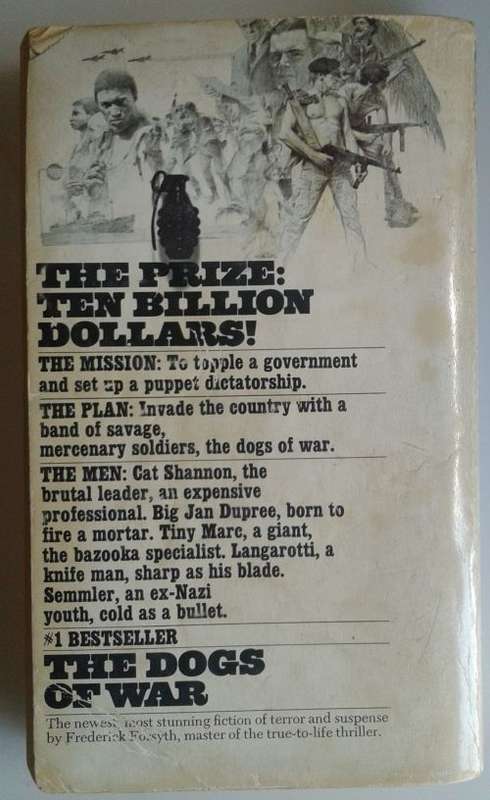 THE PRIZE:
TEN BILLION
DOLLARS!
THE MISSION: To topple a government
and set up a puppet dictatorship.
THE PLAN: Invade the country with a
band of savage,
mercenary soldiers, the dogs of war.
THE MEN: Cat Shannon, the
brutal leader, an expensive
professional. Big Jan Dupree, born to
fire a mortar. Tiny Marc, a giant,
the bazooka specialist. Langarotti, a
knife man, sharp as his blade.
Semmler, an ex-Nazi
youth, cold as a bullet.
#1 BESTSELLER
THE DOGS
OF WAR
The newest most stunning fiction of terror and suspense
by Frederick Forsyth, master of the true-to-life thriller.